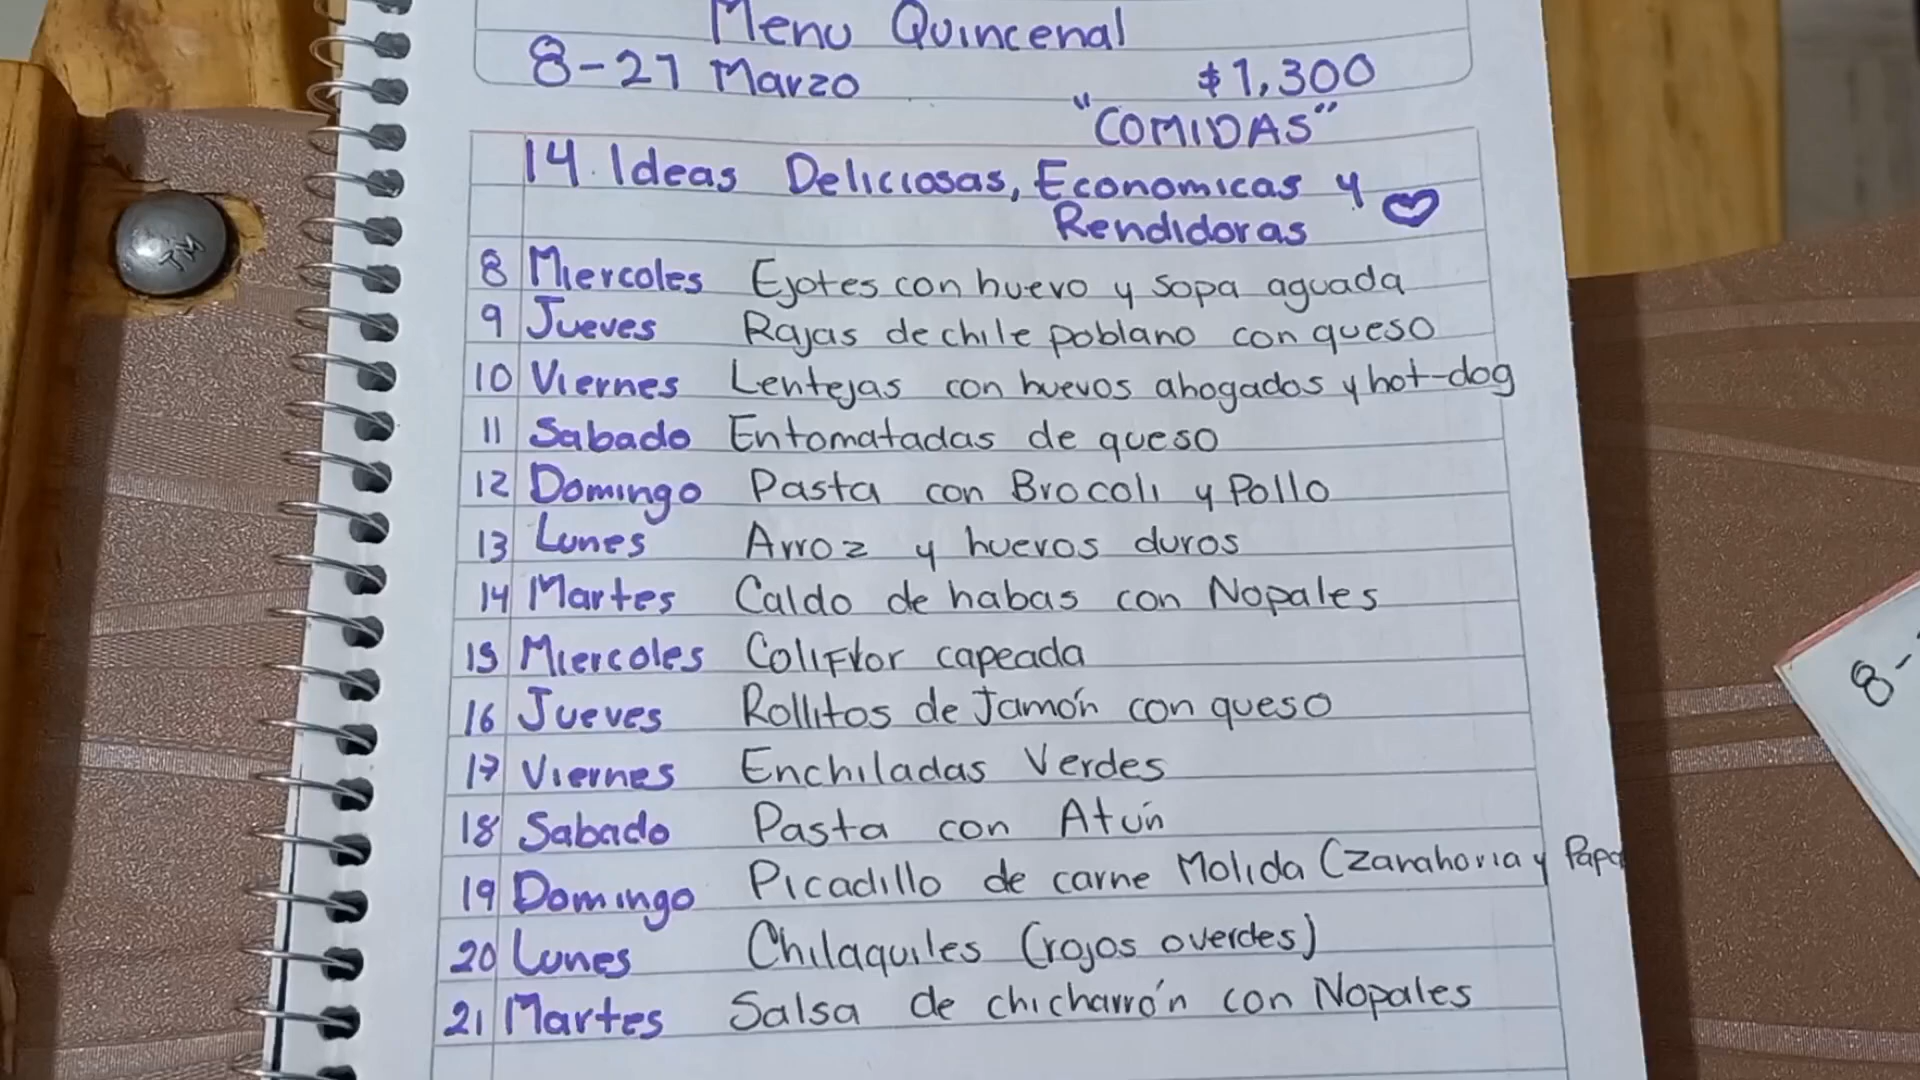 Menu Quincenal
8-21 Marzo $1,300
"COMIDAS"
14. Ideas Deliciosas, Economicas y
Rendidoras
8 Miercoles Ejotes con huevo y sopa aguada
9 Jueves Rajas de chile poblano con queso
10 Viernes Lentejas con huevos ahogados y hot-dog
11 Sabado Entomatadas de queso
12 Domingo Pasta con Brocoli y Pollo
13 Lunes Arroz y huevos duros
14 Martes Caldo de habas con Nopales
15 Miercoles Coliflor capeada
16 Jueves Rollitos de Jamón con queso
17 Viernes Enchiladas Verdes
18 Sabado Pasta con Atún
19 Domingo Picadillo de carne Molida (Zanahoria y Papa
20 Lunes Chilaquiles (rojos o verdes)
21 Martes Salsa de chicharrón con Nopales
8-
TM